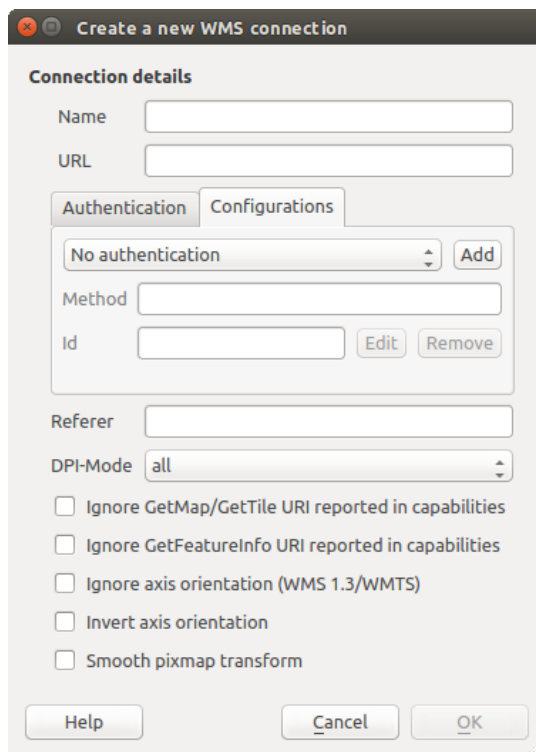 Create a new WMS connection
Connection details
Name
URL
Authentication Configurations
No authentication Add
Method
Id Edit Remove
Referer
DPI-Mode all
Ignore GetMap/GetTile URI reported in capabilities
Ignore GetFeatureInfo URI reported in capabilities
Ignore axis orientation (WMS 1.3/WMTS)
Invert axis orientation
Smooth pixmap transform
Help Cancel OK